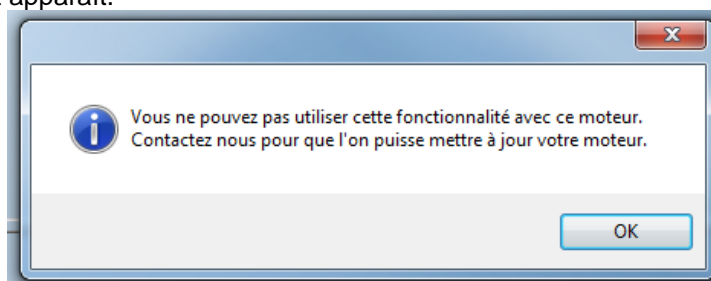 apparaît.
Vous ne pouvez pas utiliser cette fonctionnalité avec ce moteur.
Contactez nous pour que l'on puisse mettre à jour votre moteur.
OK